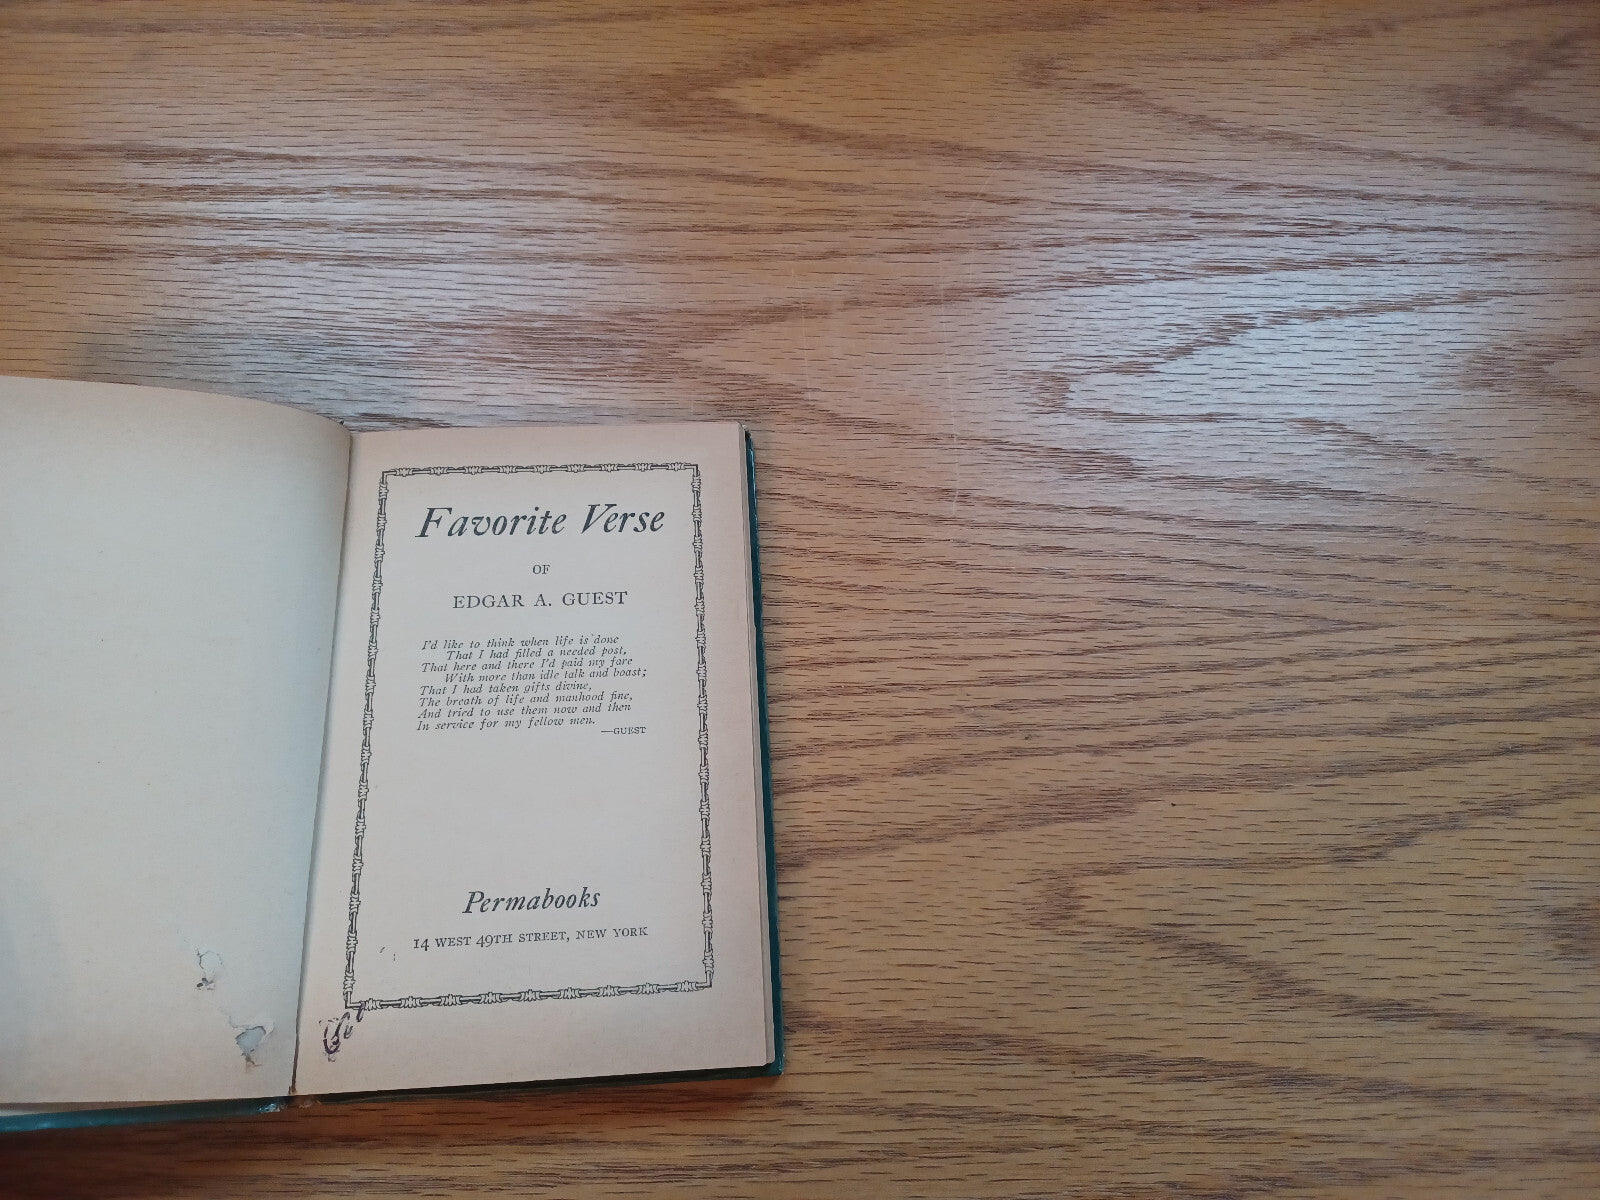 Favorite Verse
OF
EDGAR A. GUEST
I'd like to think when life is done
That I had filled a needed post,
That here and there I'd paid my fare
With more than idle talk and boast;
That I had taken gifts divine,
The breath of life and manhood fine,
And tried to use them now and then
In service for my fellow men.
—GUEST
Permabooks
14 WEST 49TH STREET, NEW YORK